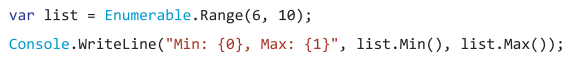 var list = Enumerable.Range(6, 10);
Console.WriteLine("Min: {0}, Max: {1}", list.Min(), list.Max());